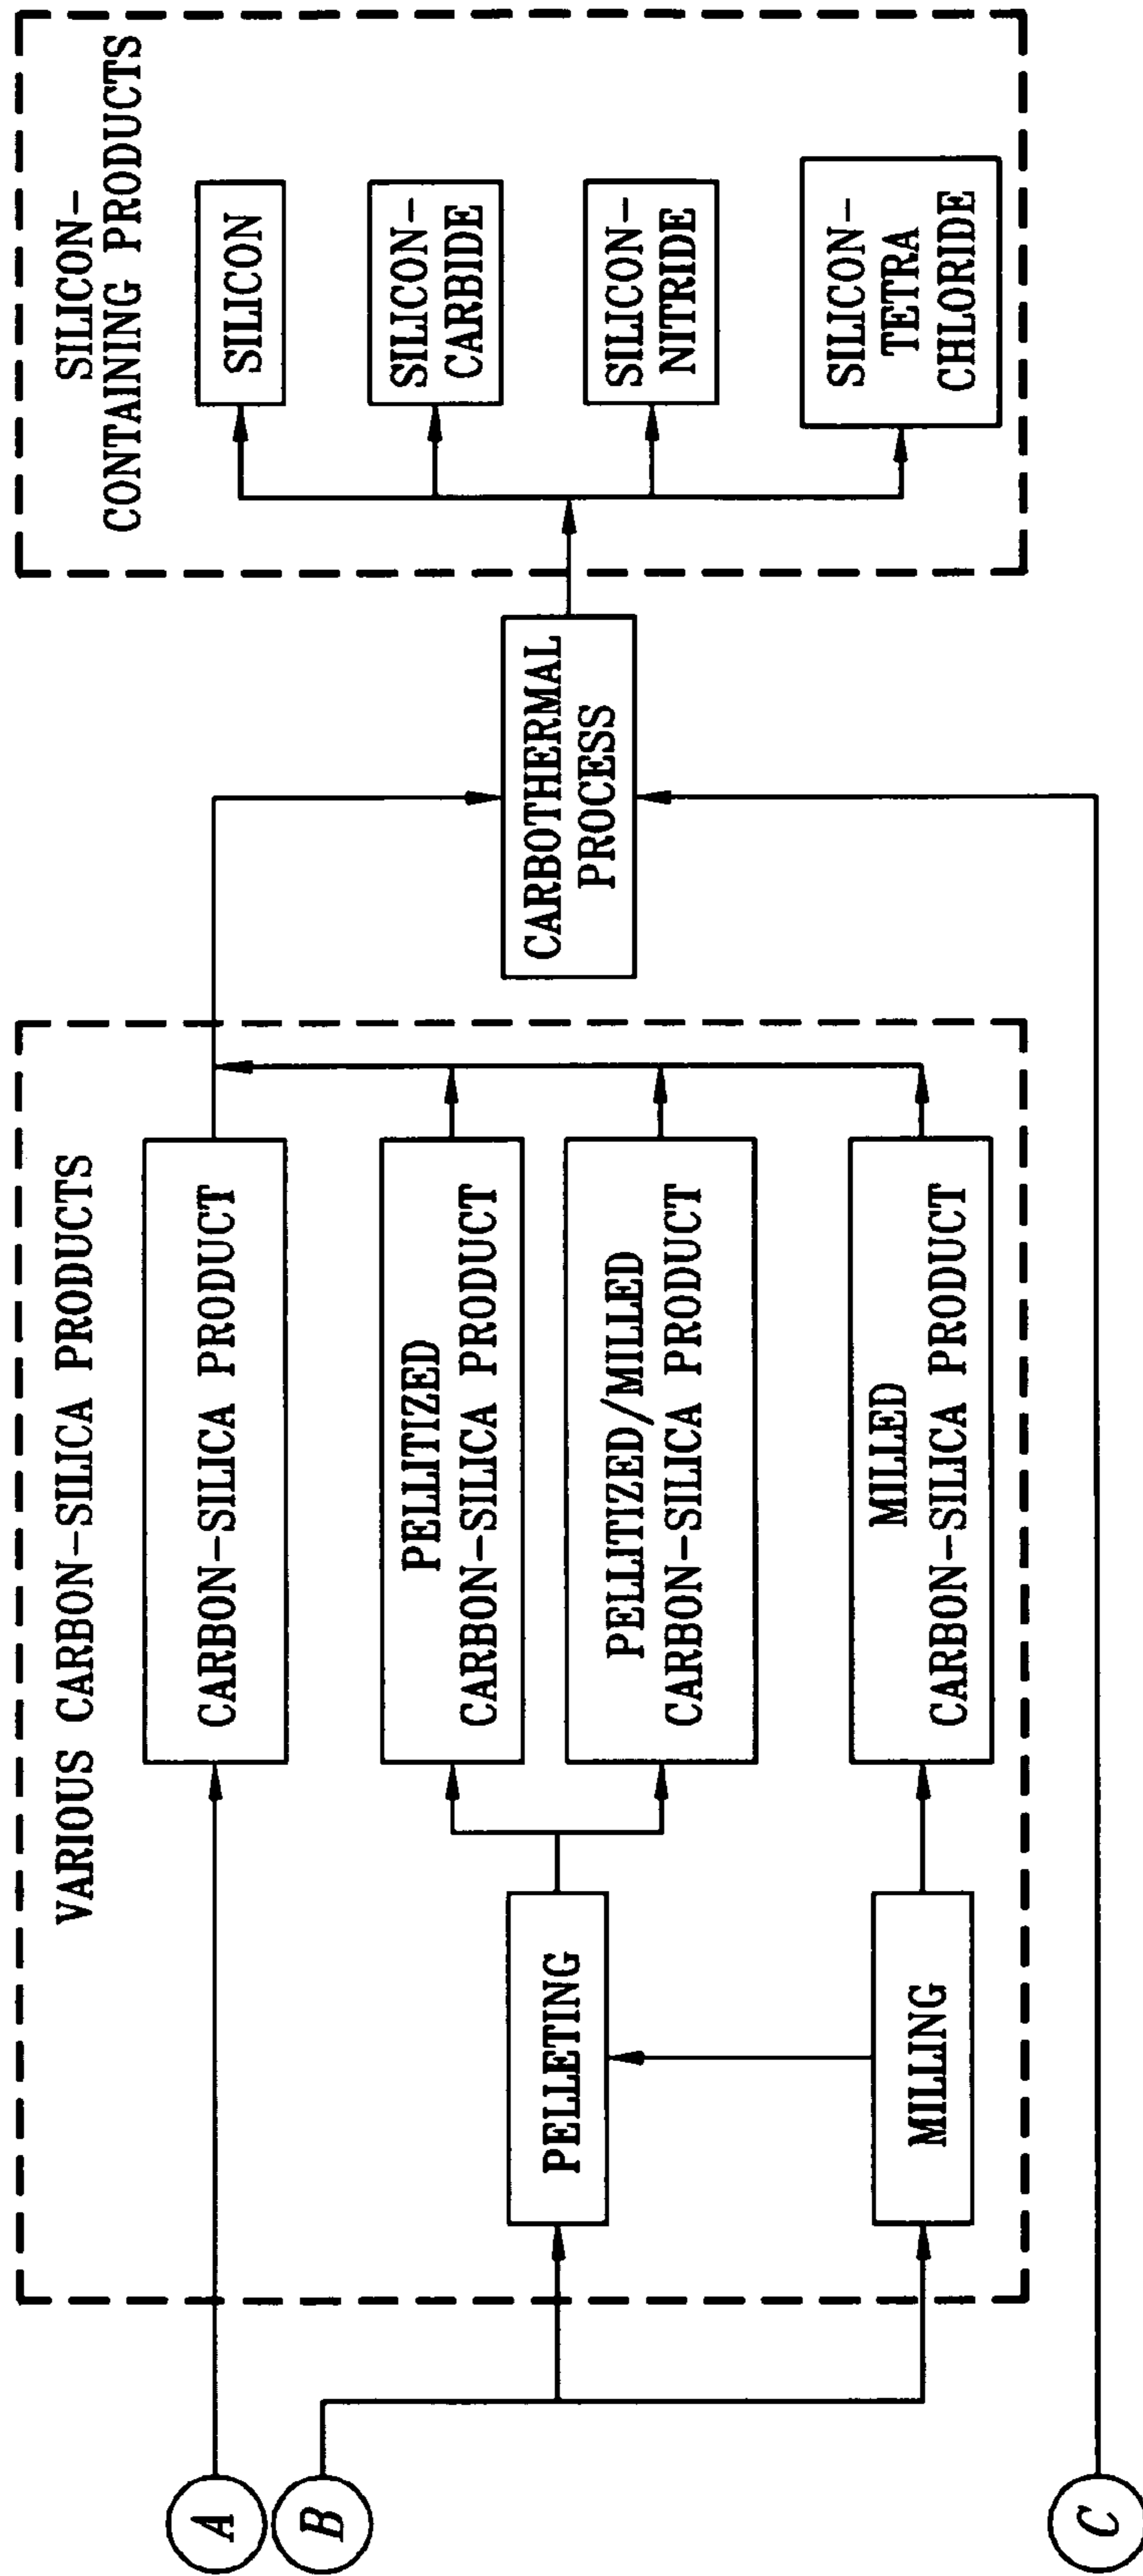 A
B
C
VARIOUS CARBON-SILICA PRODUCTS
CARBON-SILICA PRODUCT
PELLETING
MILLING
PELLITIZED
CARBON-SILICA PRODUCT
PELLITIZED/MILLED
CARBON-SILICA PRODUCT
MILLED
CARBON-SILICA PRODUCT
CARBOTHERMAL
PROCESS
SILICON-
CONTAINING PRODUCTS
SILICON
SILICON-
CARBIDE
SILICON-
NITRIDE
SILICON-
TETRA
CHLORIDE